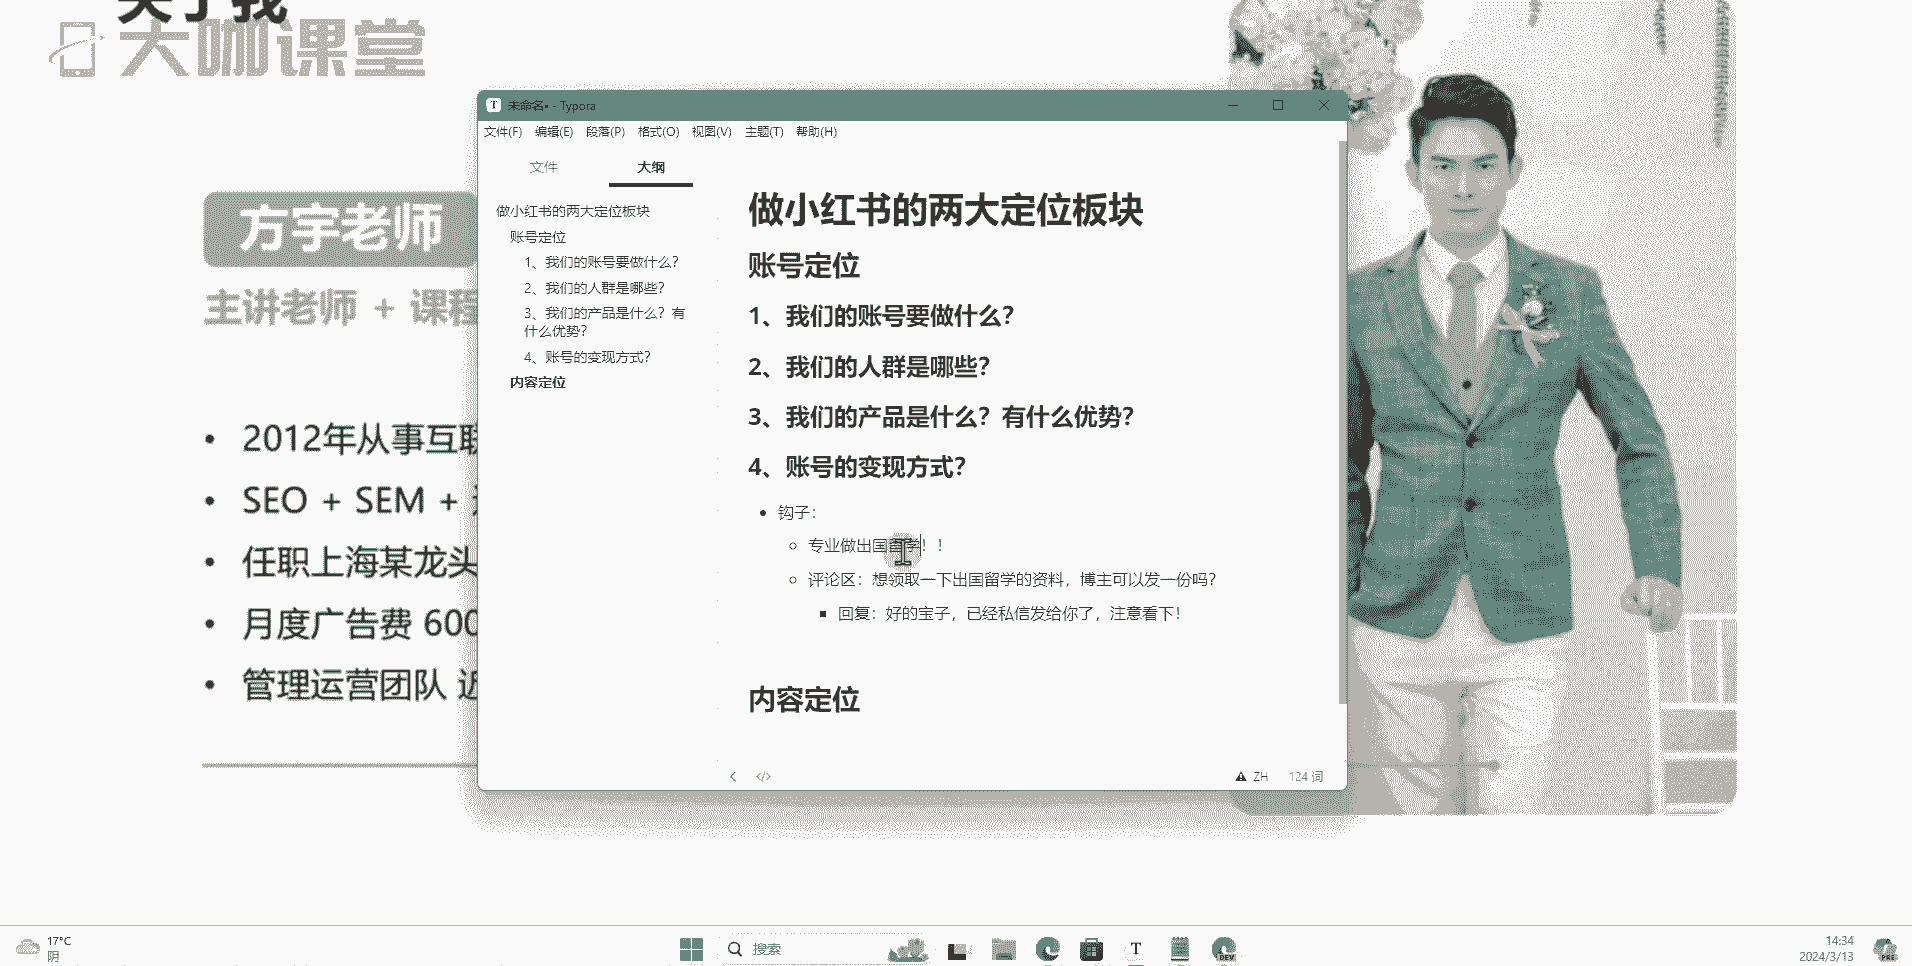 关于我
大咖课堂
方宇老师
主讲老师 + 课程
2012年从事互联
SEO + SEM +
任职上海某龙头
月度广告费 600
管理运营团队 近
未命名• - Typora
文件(F) 编辑(E) 段落(P) 格式(O) 视图(V) 主题(T) 帮助(H)
文件 大纲
做小红书的两大定位板块
账号定位
1、我们的账号要做什么？
2、我们的人群是哪些？
3、我们的产品是什么？有
什么优势？
4、账号的变现方式？
内容定位
做小红书的两大定位板块
账号定位
1、我们的账号要做什么？
2、我们的人群是哪些？
3、我们的产品是什么？有什么优势？
4、账号的变现方式？
钩子：
专业做出国留学！！
评论区：想领取一下出国留学的资料，博主可以发一份吗？
回复：好的宝子，已经私信发给你了，注意看下！
内容定位
ZH 124 词
17°C
阴
搜索
DEV
14:34
2024/3/13
PRE